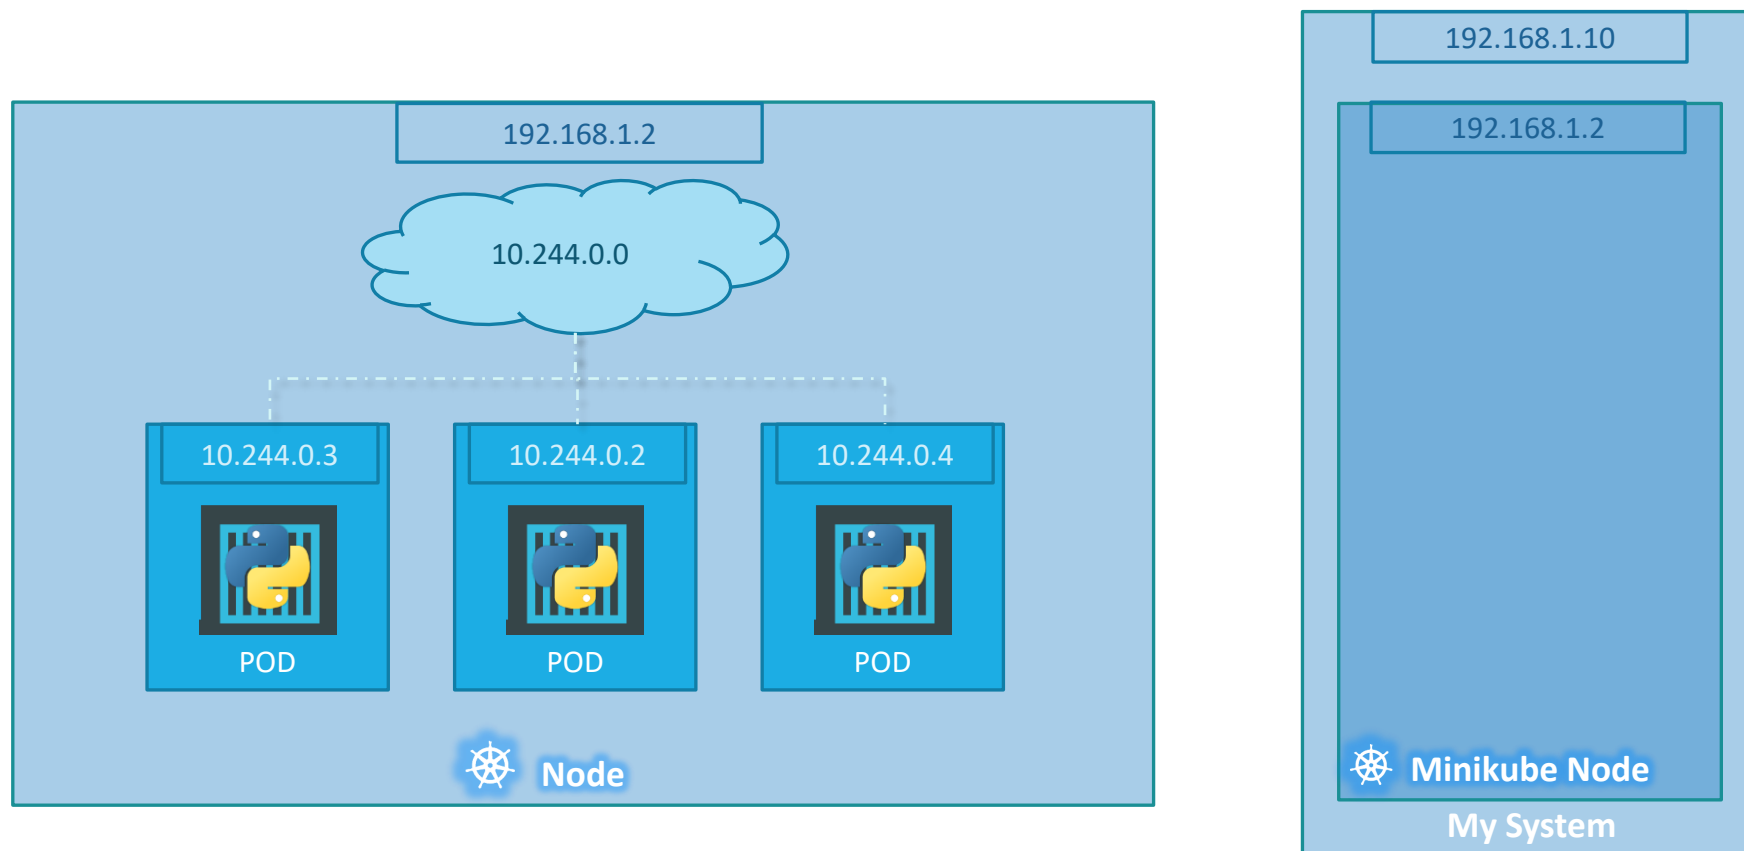 192.168.1.2
10.244.0.0
10.244.0.3
10.244.0.2
10.244.0.4
POD
POD
POD
Node
192.168.1.10
192.168.1.2
Minikube Node
My System